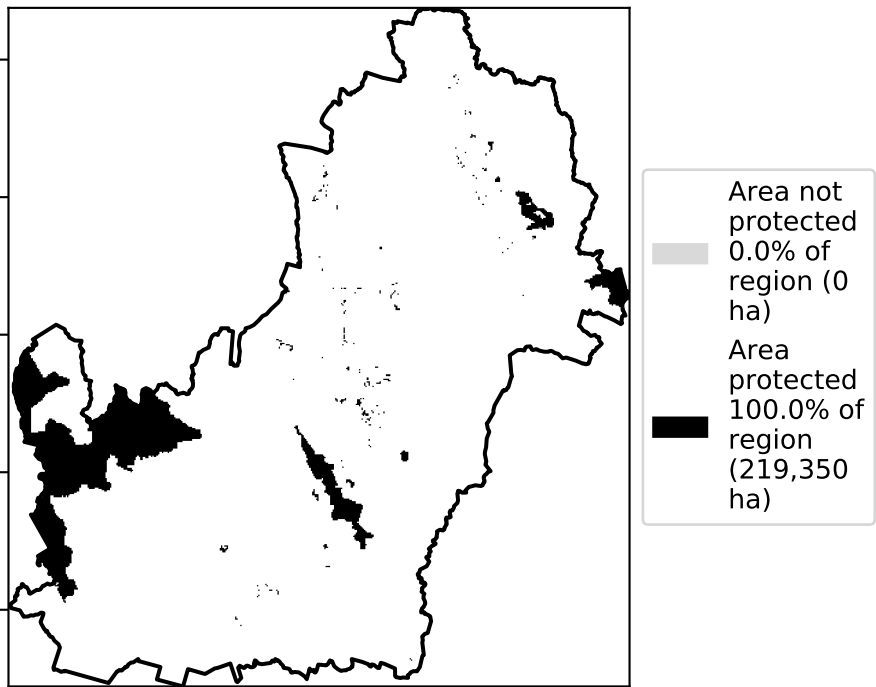 Area not
protected
0.0% of
region (0
ha)
Area
protected
100.0% of
region
(219,350
ha)